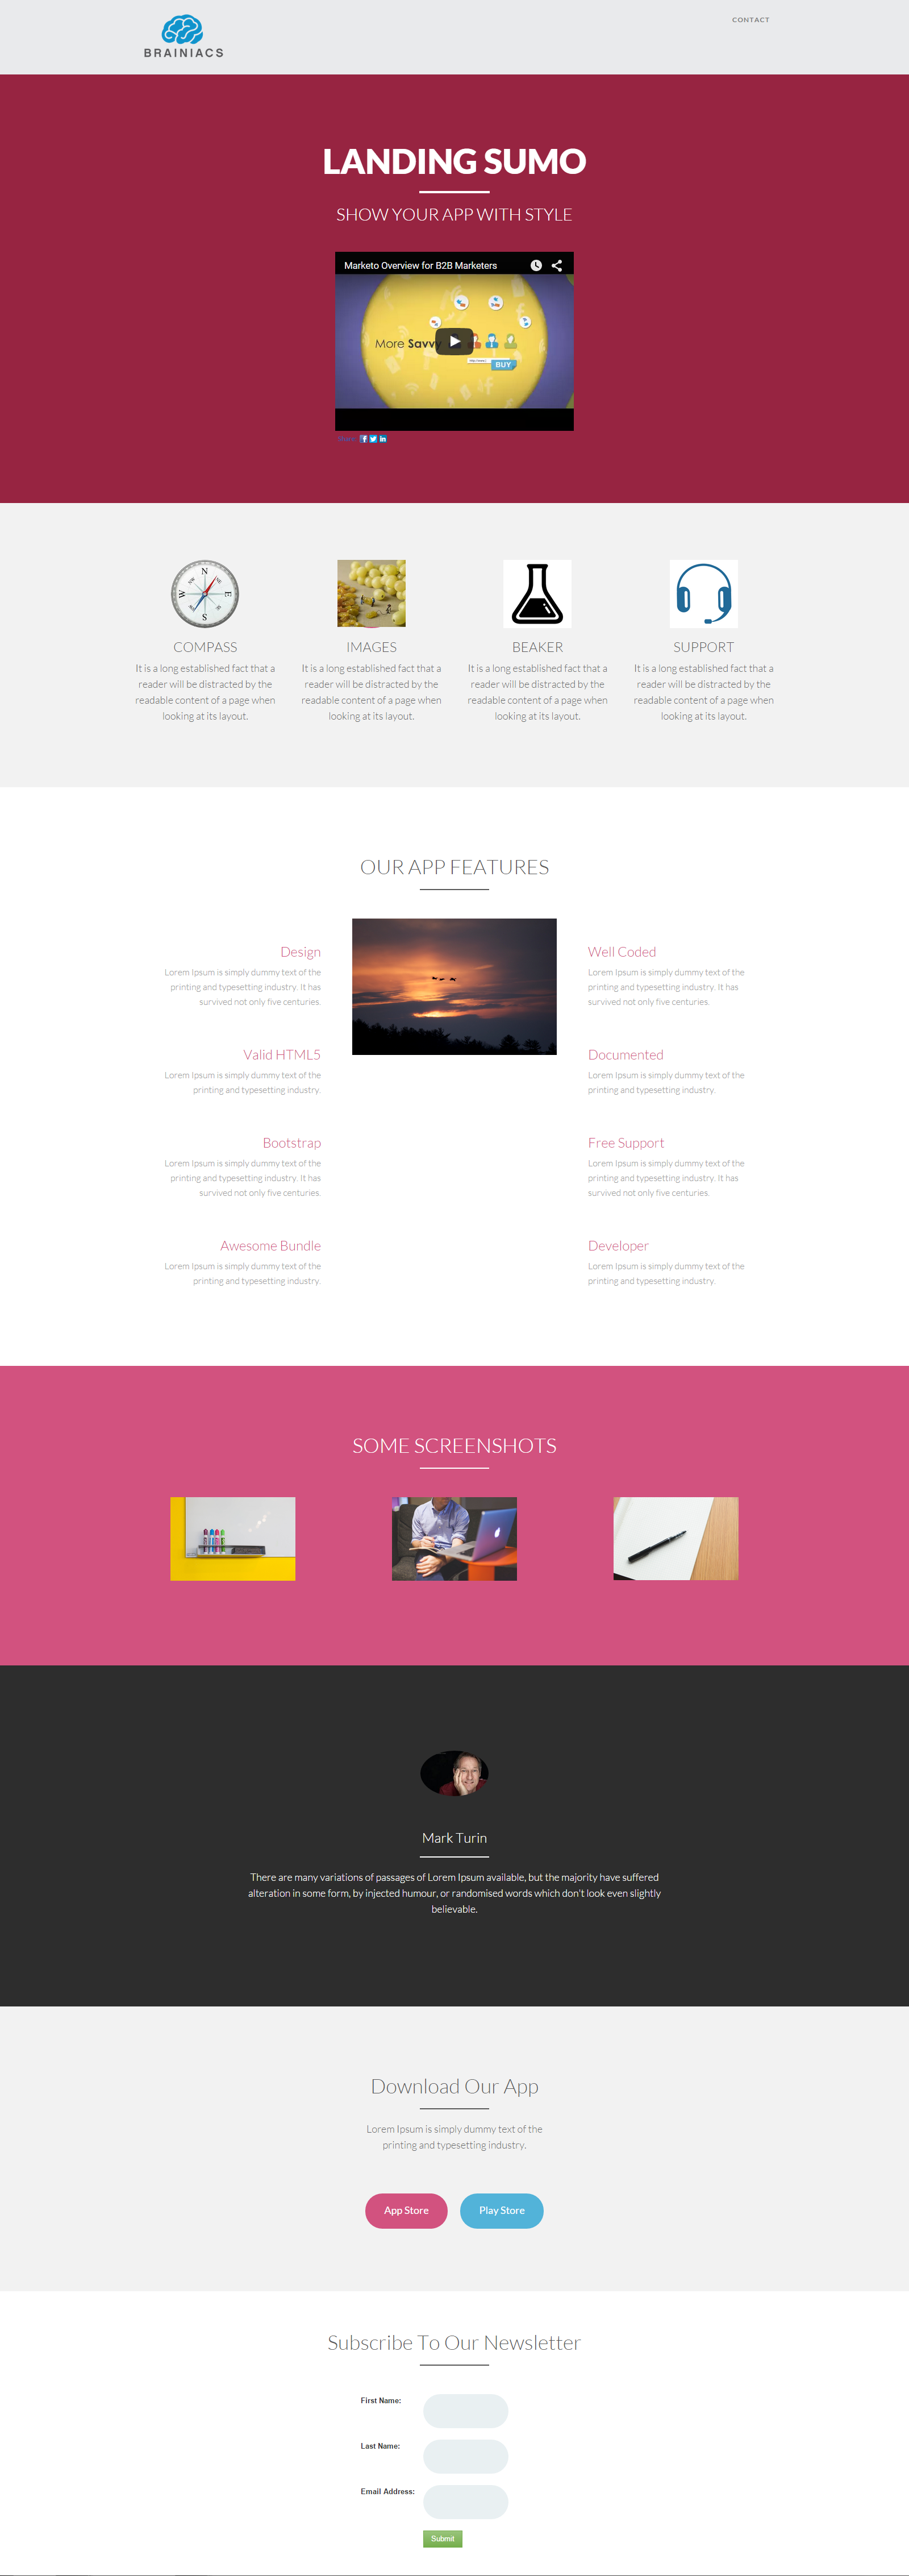 BRAINIACS
CONTACT
LANDING SUMO
SHOW YOUR APP WITH STYLE
Marketo Overview for B2B Marketers
More Savvy
BUY
N
W
E
S
COMPASS
It is a long established fact that a
reader will be distracted by the
readable content of a page when
looking at its layout.
IMAGES
It is a long established fact that a
reader will be distracted by the
readable content of a page when
looking at its layout.
BEAKER
It is a long established fact that a
reader will be distracted by the
readable content of a page when
looking at its layout.
SUPPORT
It is a long established fact that a
reader will be distracted by the
readable content of a page when
looking at its layout.
OUR APP FEATURES
Design
Lorem Ipsum is simply dummy text of the
printing and typesetting industry. It has
survived not only five centuries.
Valid HTML5
Lorem Ipsum is simply dummy text of the
printing and typesetting industry.
Bootstrap
Lorem Ipsum is simply dummy text of the
printing and typesetting industry. It has
survived not only five centuries.
Awesome Bundle
Lorem Ipsum is simply dummy text of the
printing and typesetting industry.
Well Coded
Lorem Ipsum is simply dummy text of the
printing and typesetting industry. It has
survived not only five centuries.
Documented
Lorem Ipsum is simply dummy text of the
printing and typesetting industry.
Free Support
Lorem Ipsum is simply dummy text of the
printing and typesetting industry. It has
survived not only five centuries.
Developer
Lorem Ipsum is simply dummy text of the
printing and typesetting industry.
SOME SCREENSHOTS
Mark Turin
There are many variations of passages of Lorem Ipsum available, but the majority have suffered
alteration in some form, by injected humour, or randomised words which don't look even slightly
believable.
Download Our App
Lorem Ipsum is simply dummy text of the
printing and typesetting industry.
App Store
Play Store
Subscribe To Our Newsletter
First Name:
Last Name:
Email Address:
Submit